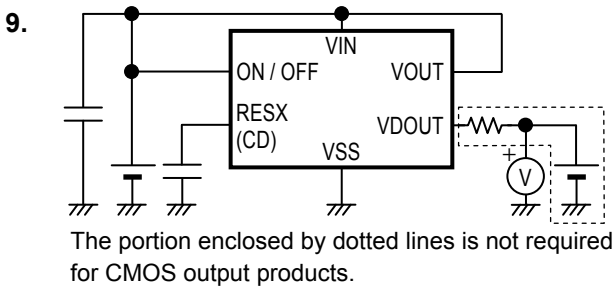 9.
VIN
ON / OFF
VOUT
RESX
(CD)
VDOUT
VSS
+
V
The portion enclosed by dotted lines is not required
for CMOS output products.